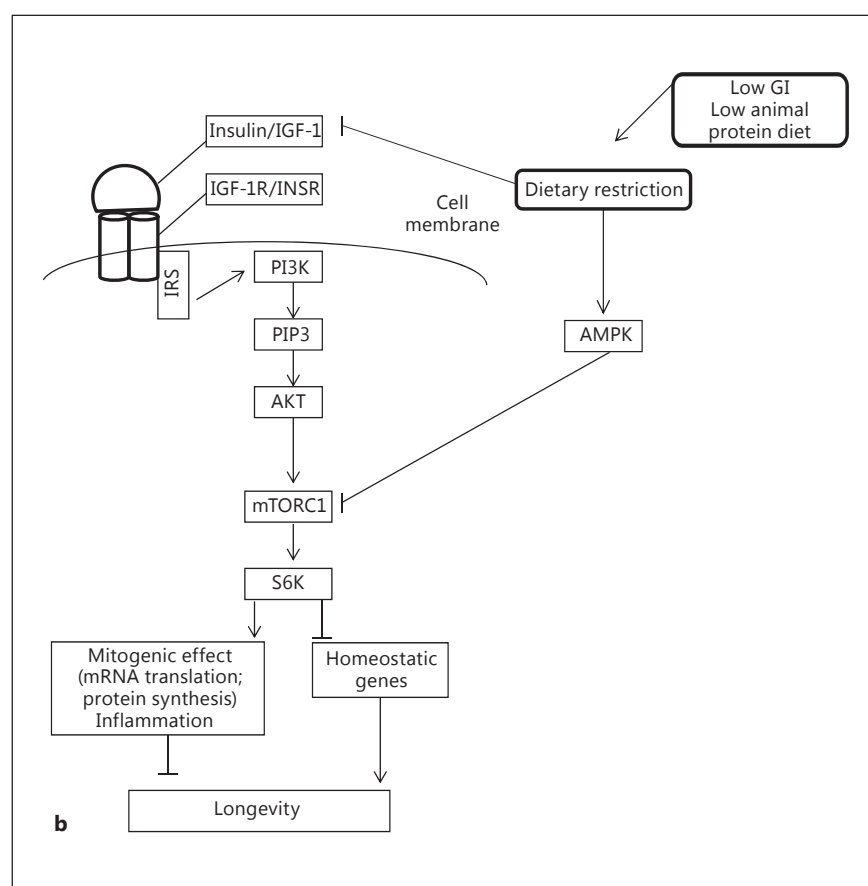 Low GI
Low animal
protein diet
Insulin/IGF-1
IGF-1R/INSR
Dietary restriction
Cell
membrane
IRS
PI3K
PIP3
AMPK
AKT
mTORC1
S6K
Mitogenic effect
(mRNA translation;
protein synthesis)
Inflammation
Homeostatic
genes
Longevity
b